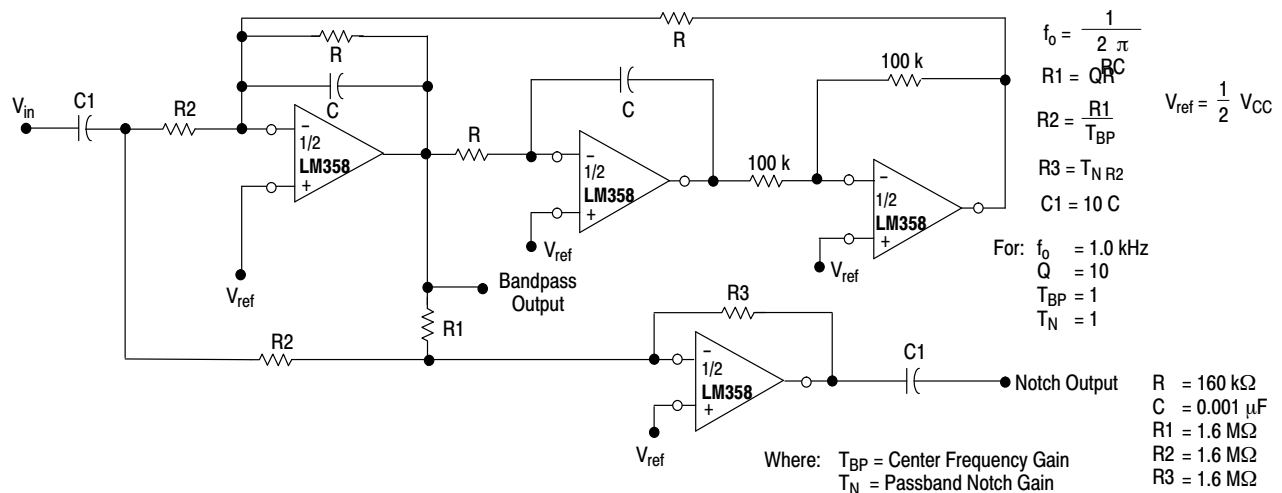 R
R
C
V_in
C1
R2
−
1/2
LM358
+
V_ref
R
C
−
1/2
LM358
+
V_ref
100 k
100 k
−
1/2
LM358
+
V_ref
Bandpass
Output
R1
R2
R3
−
1/2
LM358
+
V_ref
C1
Notch Output
f_o = 1 / 2 π RC
R1 = QR
R2 = R1 / T_BP
R3 = T_N R2
C1 = 10 C
V_ref = 1/2 V_CC
For: f_o = 1.0 kHz
Q = 10
T_BP = 1
T_N = 1
R = 160 kΩ
C = 0.001 μF
R1 = 1.6 MΩ
R2 = 1.6 MΩ
R3 = 1.6 MΩ
Where: T_BP = Center Frequency Gain
T_N = Passband Notch Gain